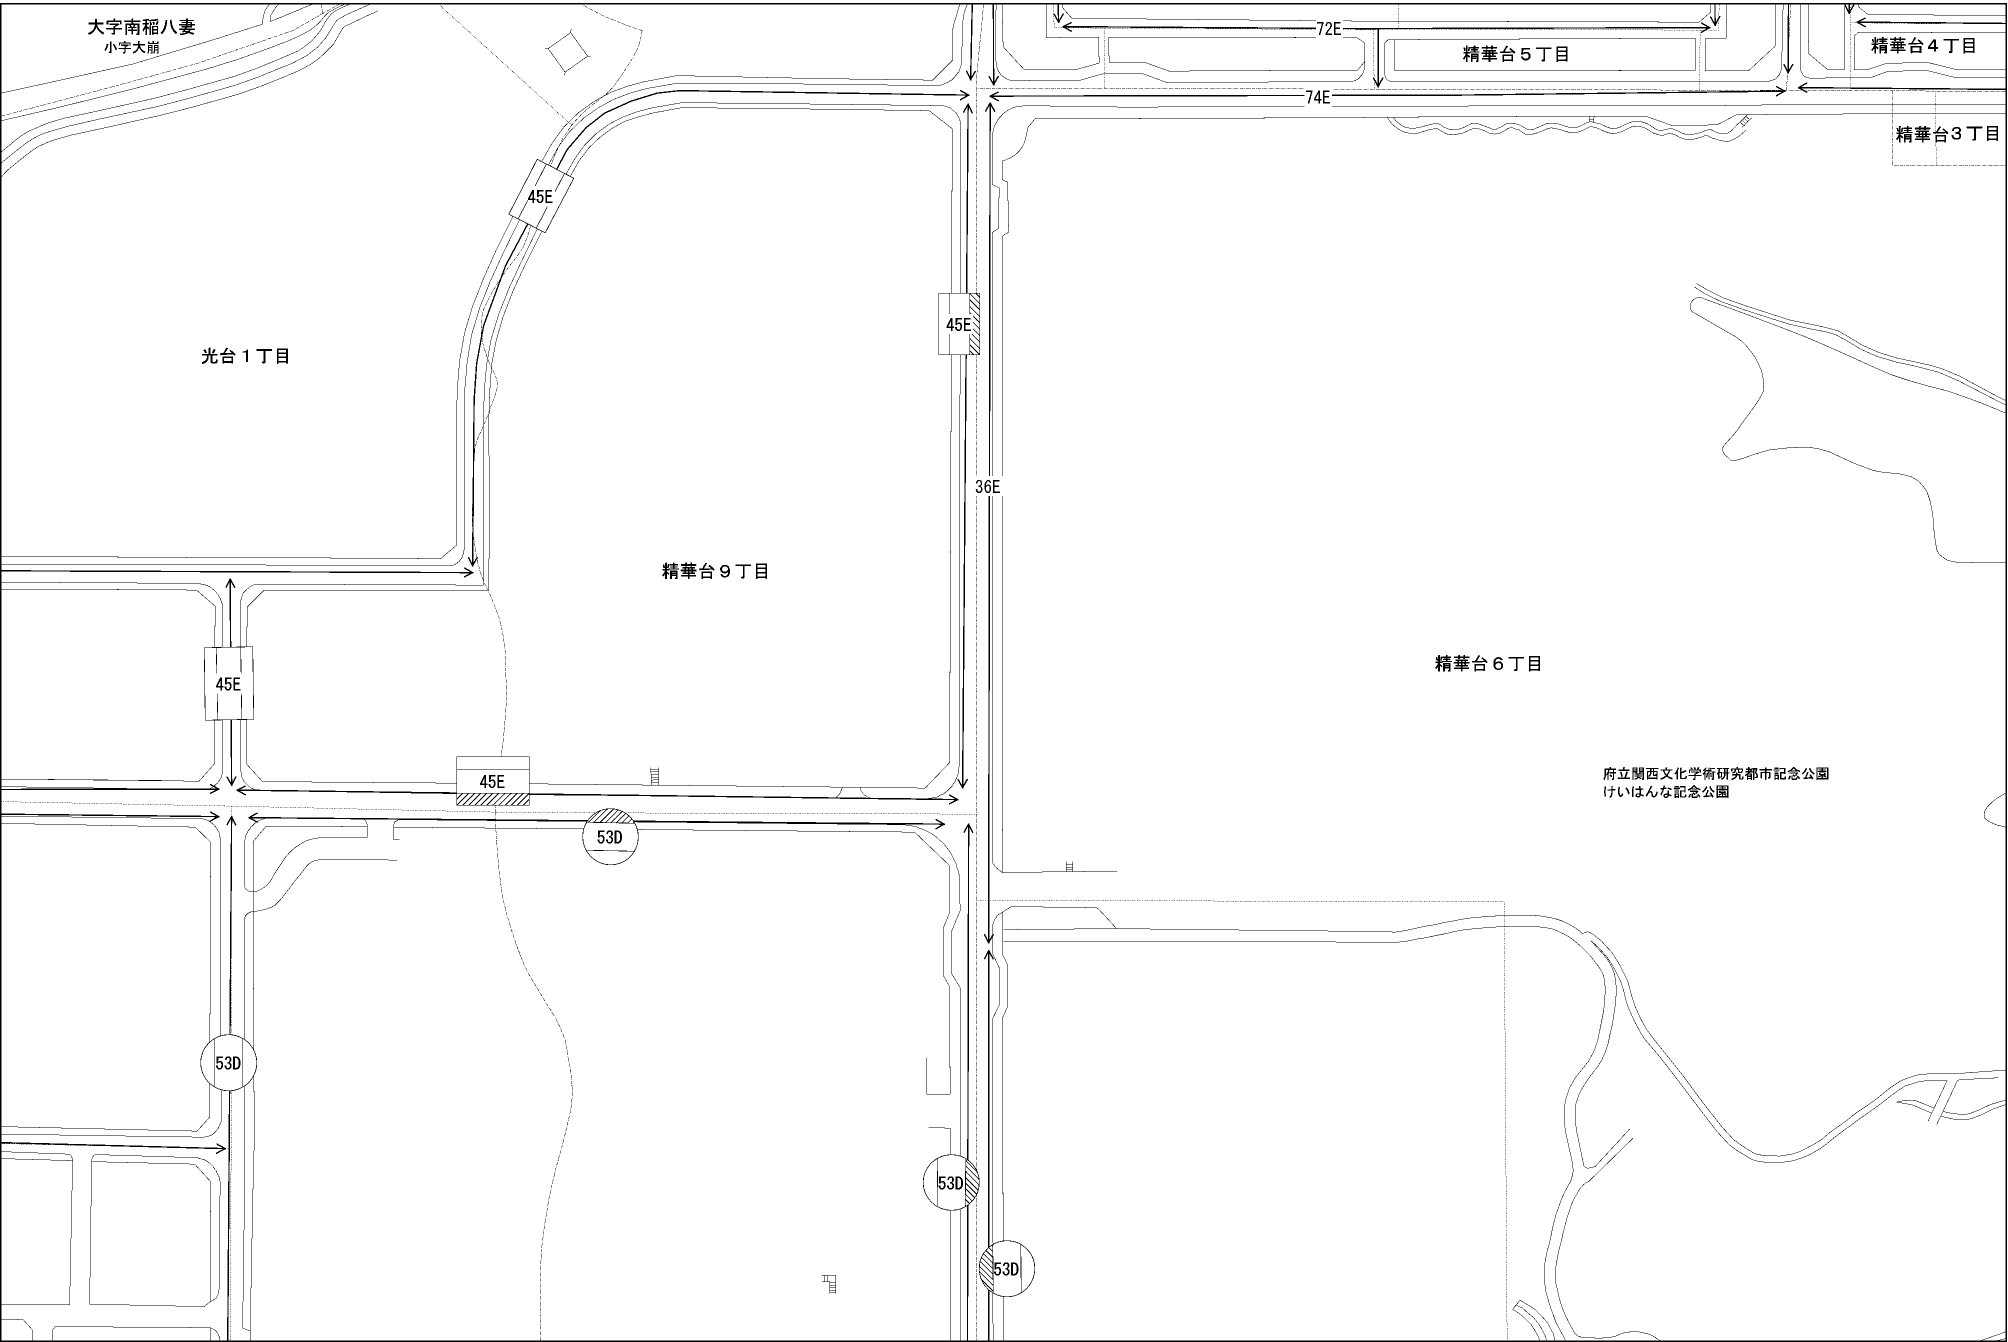 大字南稲八妻
小字大崩
72E
精華台５丁目
精華台４丁目
74E
精華台３丁目
45E
45E
光台１丁目
36E
精華台９丁目
精華台６丁目
45E
45E
府立関西文化学術研究都市記念公園
けいはんな記念公園
53D
53D
53D
53D